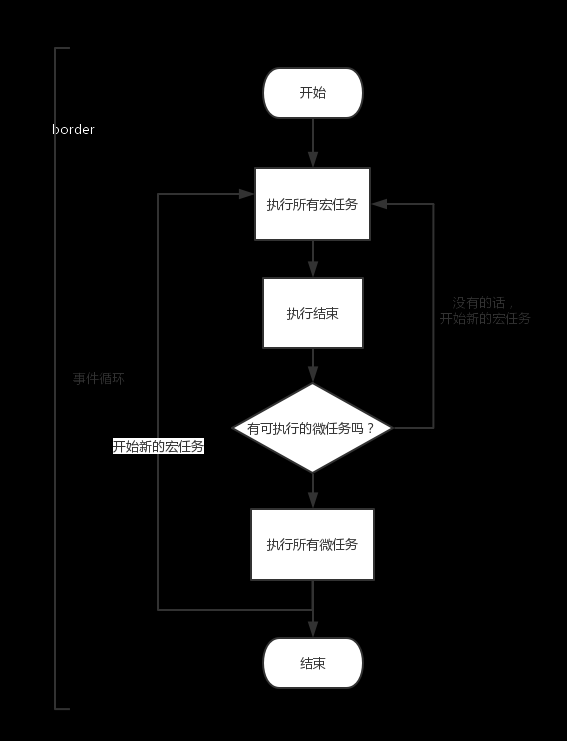 开始
border
执行所有宏任务
没有的话，
开始新的宏任务
执行结束
事件循环
有可执行的微任务吗？
开始新的宏任务
执行所有微任务
结束